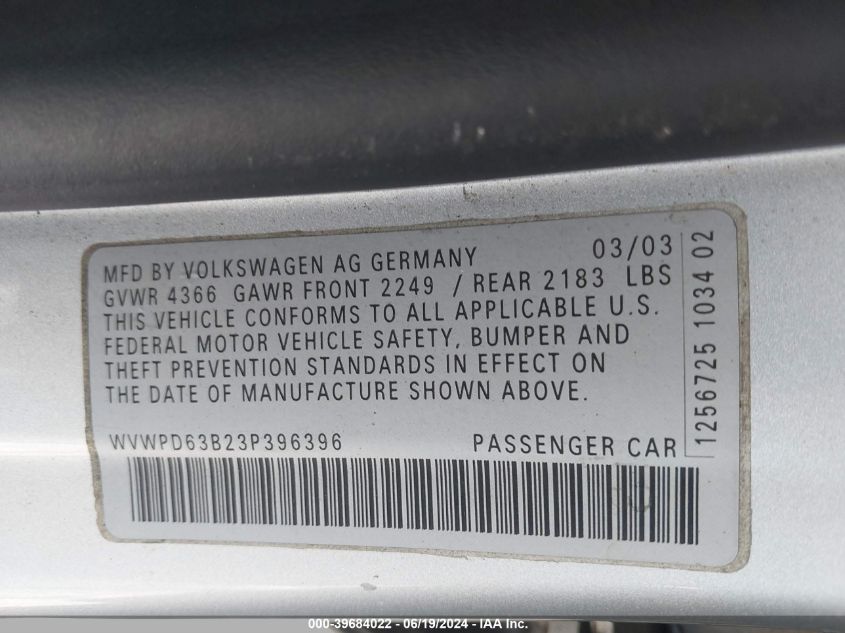 MFD BY VOLKSWAGEN AG GERMANY 03/03
GVWR 4366 GAWR FRONT 2249 / REAR 2183 LBS
THIS VEHICLE CONFORMS TO ALL APPLICABLE U.S.
FEDERAL MOTOR VEHICLE SAFETY, BUMPER AND
THEFT PREVENTION STANDARDS IN EFFECT ON
THE DATE OF MANUFACTURE SHOWN ABOVE.
WVWPD63B23P396396 PASSENGER CAR
1256725 1034 02
000-39684022 - 06/19/2024 - IAA Inc.